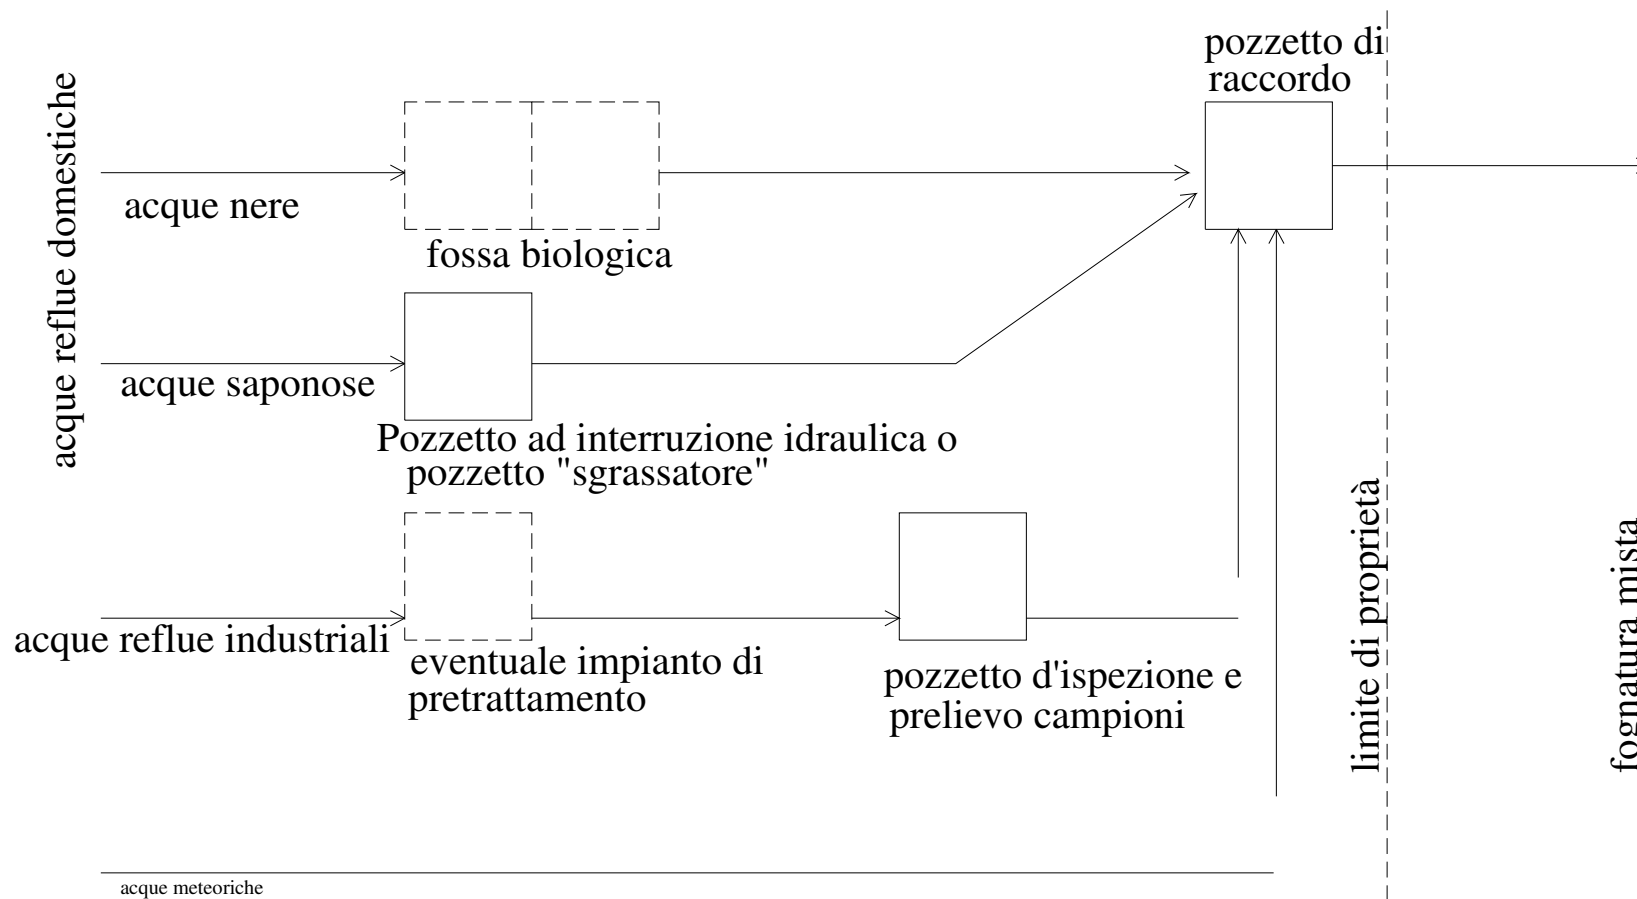 pozzetto di
raccordo
acque reflue domestiche
acque nere
fossa biologica
acque saponose
Pozzetto ad interruzione idraulica o
pozzetto "sgrassatore"
acque reflue industriali
eventuale impianto di
pretrattamento
pozzetto d'ispezione e
prelievo campioni
limite di proprietà
fognatura mista
acque meteoriche